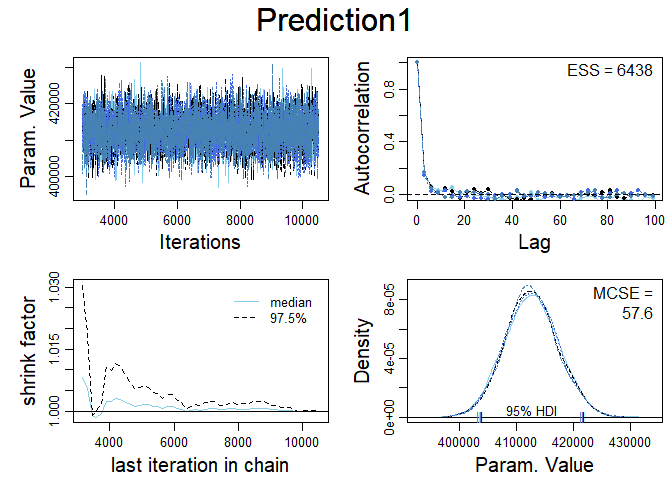 Prediction1
Param. Value
400000
420000
4000
6000
8000
10000
Iterations
Autocorrelation
0.0
0.4
0.8
ESS = 6438
0
20
40
60
80
100
Lag
shrink factor
1.000
1.015
1.030
median
97.5%
4000
6000
8000
10000
last iteration in chain
Density
0e+00
4e-05
8e-05
MCSE =
57.6
95% HDI
400000
410000
420000
430000
Param. Value